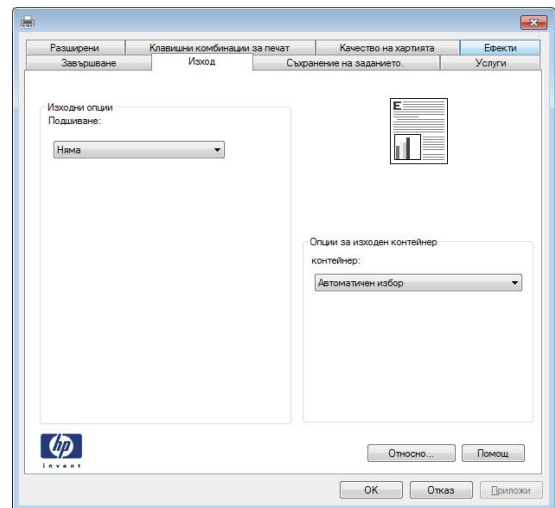 Разширени Клавишни комбинации за печат Качество на хартията Ефекти
Завършване Изход Съхранение на заданието. Услуги
Изходни опции
Подшиване:
Няма
E
Опции за изходен контейнер
контейнер:
Автоматичен избор
hp
invent
Относно... Помощ
OK Отказ Приложи